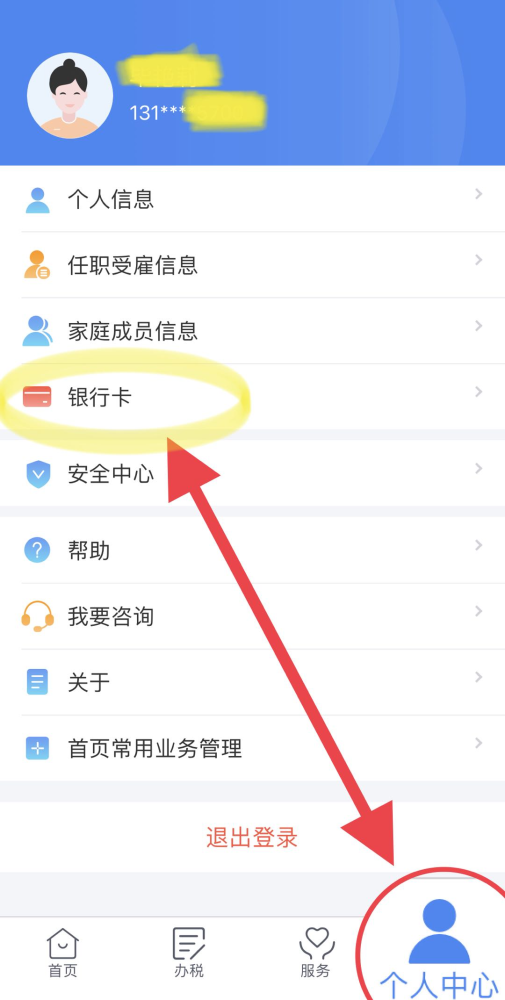 131****
个人信息
任职受雇信息
家庭成员信息
银行卡
安全中心
帮助
我要咨询
关于
首页常用业务管理
退出登录
首页
办税
服务
个人中心